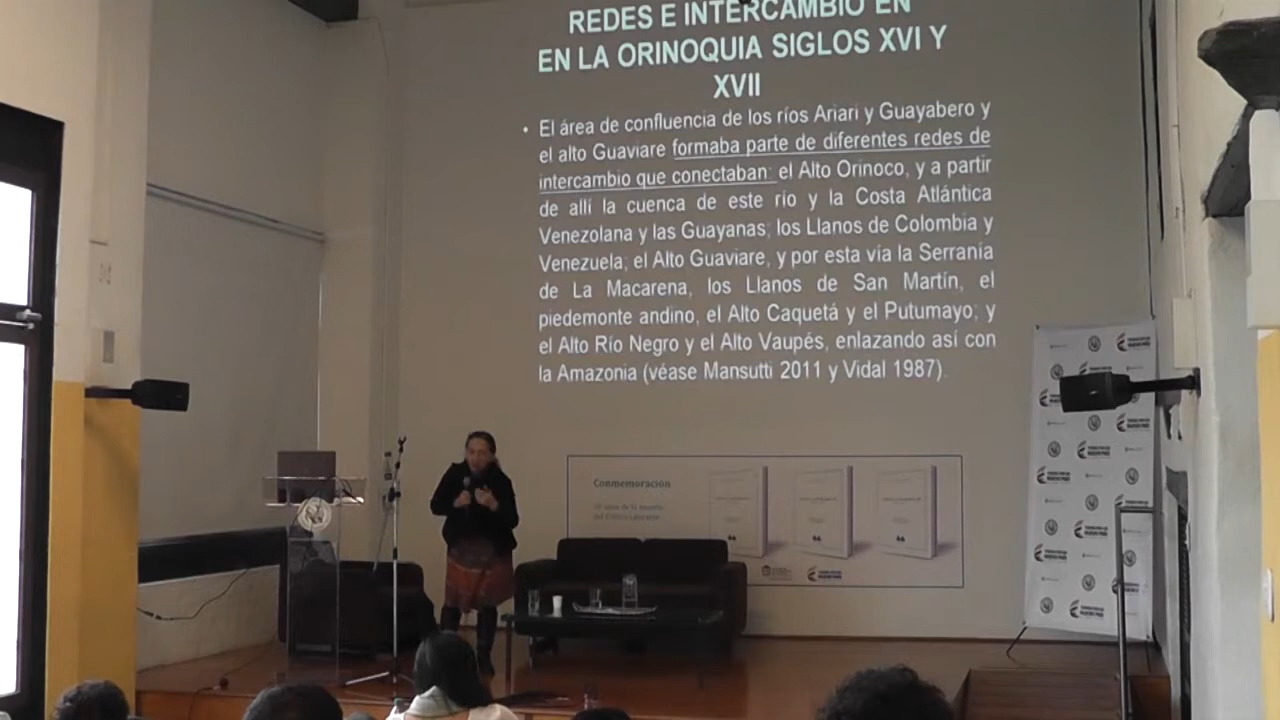 REDES E INTERCAMBIO EN
EN LA ORINOQUIA SIGLOS XVI Y
XVII
• El área de confluencia de los ríos Ariari y Guayabero y
el alto Guaviare formaba parte de diferentes redes de
intercambio que conectaban: el Alto Orinoco, y a partir
de allí la cuenca de este río y la Costa Atlántica
Venezolana y las Guayanas; los Llanos de Colombia y
Venezuela; el Alto Guaviare, y por esta vía la Serranía
de La Macarena, los Llanos de San Martín, el
piedemonte andino, el Alto Caquetá y el Putumayo; y
el Alto Río Negro y el Alto Vaupés, enlazando así con
la Amazonia (véase Mansutti 2011 y Vidal 1987).
Conmemoración